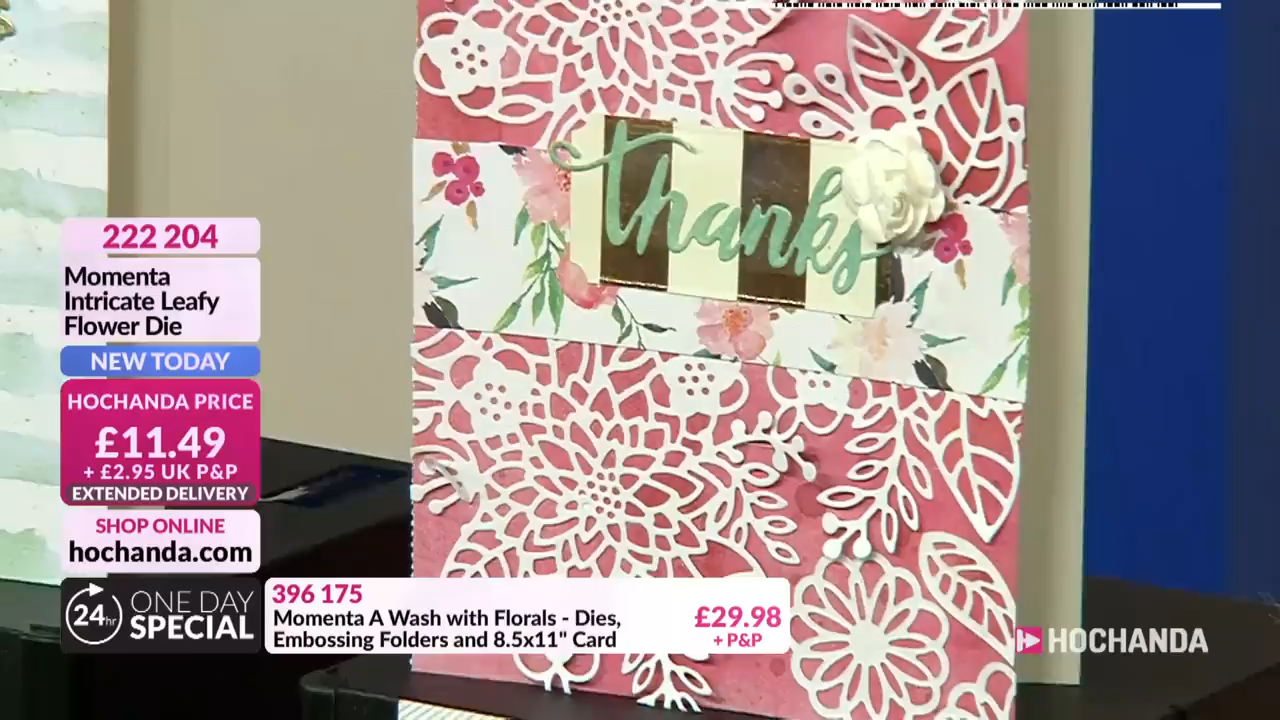 thanks
222 204
Momenta
Intricate Leafy
Flower Die
NEW TODAY
HOCHANDA PRICE
£11.49
+ £2.95 UK P&P
EXTENDED DELIVERY
SHOP ONLINE
hochanda.com
24hr
ONE DAY
SPECIAL
396 175
Momenta A Wash with Florals - Dies,
Embossing Folders and 8.5x11" Card
£29.98
+ P&P
HOCHANDA